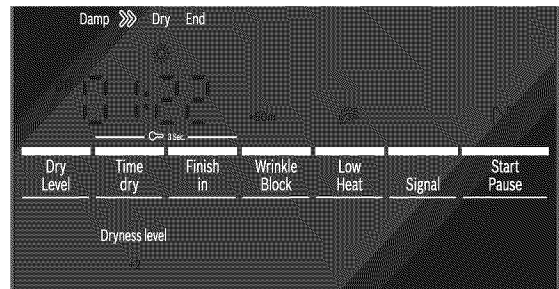 Damp Dry End
3 Sec.
Dry Level
Time dry
Finish in
Wrinkle Block
Low Heat
Signal
Start Pause
Dryness level